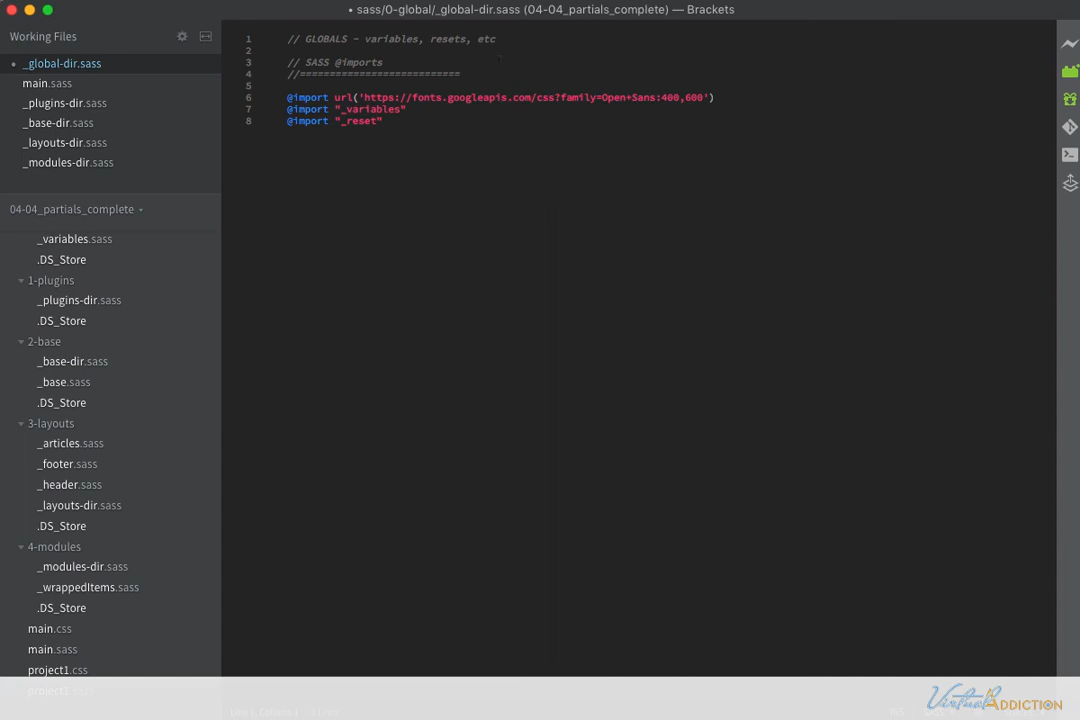 • sass/0-global/_global-dir.sass (04-04_partials_complete) — Brackets
Working Files
• _global-dir.sass
main.sass
_plugins-dir.sass
_base-dir.sass
_layouts-dir.sass
_modules-dir.sass
04-04_partials_complete
_variables.sass
.DS_Store
1-plugins
_plugins-dir.sass
.DS_Store
2-base
_base-dir.sass
_base.sass
.DS_Store
3-layouts
_articles.sass
_footer.sass
_header.sass
_layouts-dir.sass
.DS_Store
4-modules
_modules-dir.sass
_wrappedItems.sass
.DS_Store
main.css
main.sass
project1.css
1 // GLOBALS - variables, resets, etc
2
3 // SASS @imports
4 //===========================
5
6 @import url('https://fonts.googleapis.com/css?family=Open+Sans:400,600')
7 @import "_variables"
8 @import "_reset"
Virtual ADDICTION